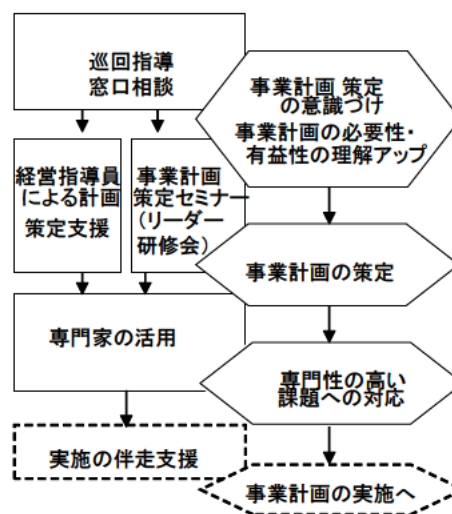 巡回指導
窓口相談
事業計画 策定
の意識づけ
事業計画の必要性・
有益性の理解アップ
経営指導員
による計画
策定支援
事業計画
策定セミナー
(リーダー
研修会)
事業計画の策定
専門家の活用
専門性の高い
課題への対応
実施の伴走支援
事業計画の実施へ